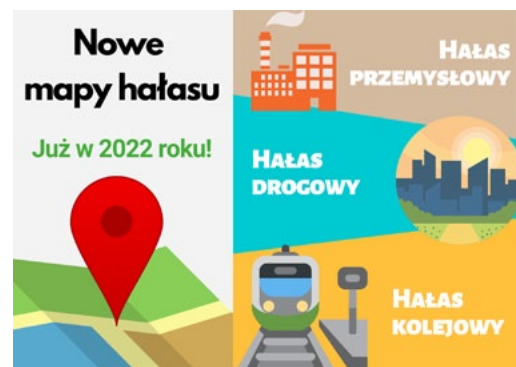 Nowe
mapy hałasu
Już w 2022 roku!
HAŁAS
PRZEMYSŁOWY
HAŁAS
DROGOWY
HAŁAS
KOLEJOWY